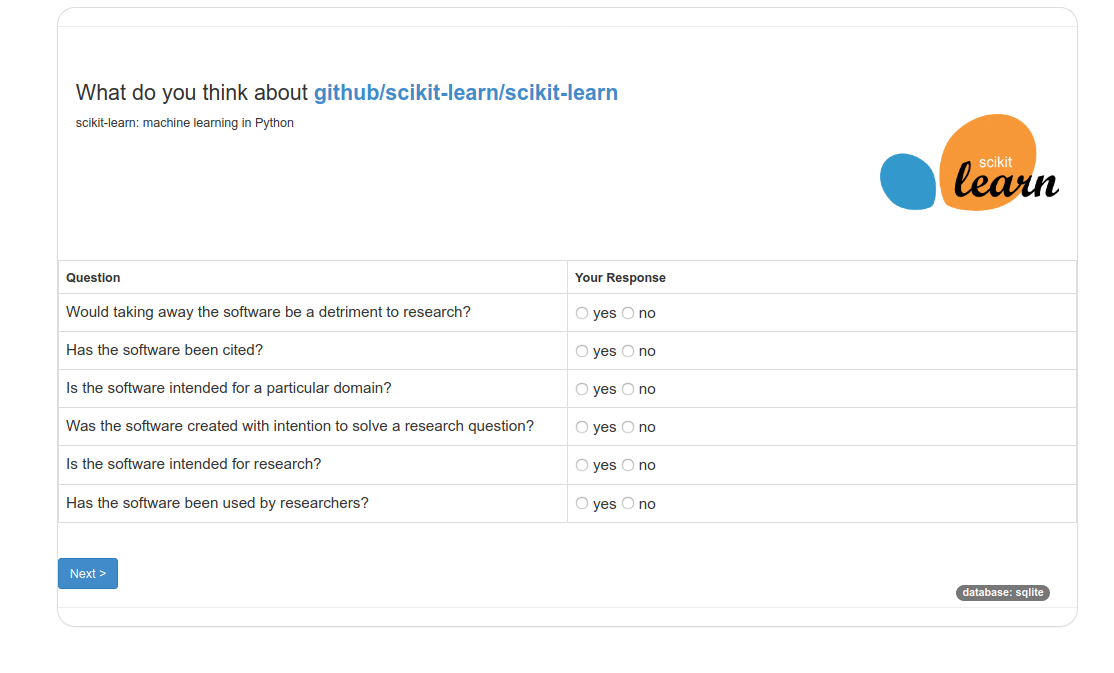 What do you think about github/scikit-learn/scikit-learn
scikit-learn: machine learning in Python
scikit
learn
Question Your Response
Would taking away the software be a detriment to research? yes no
Has the software been cited? yes no
Is the software intended for a particular domain? yes no
Was the software created with intention to solve a research question? yes no
Is the software intended for research? yes no
Has the software been used by researchers? yes no
Next >
database: sqlite